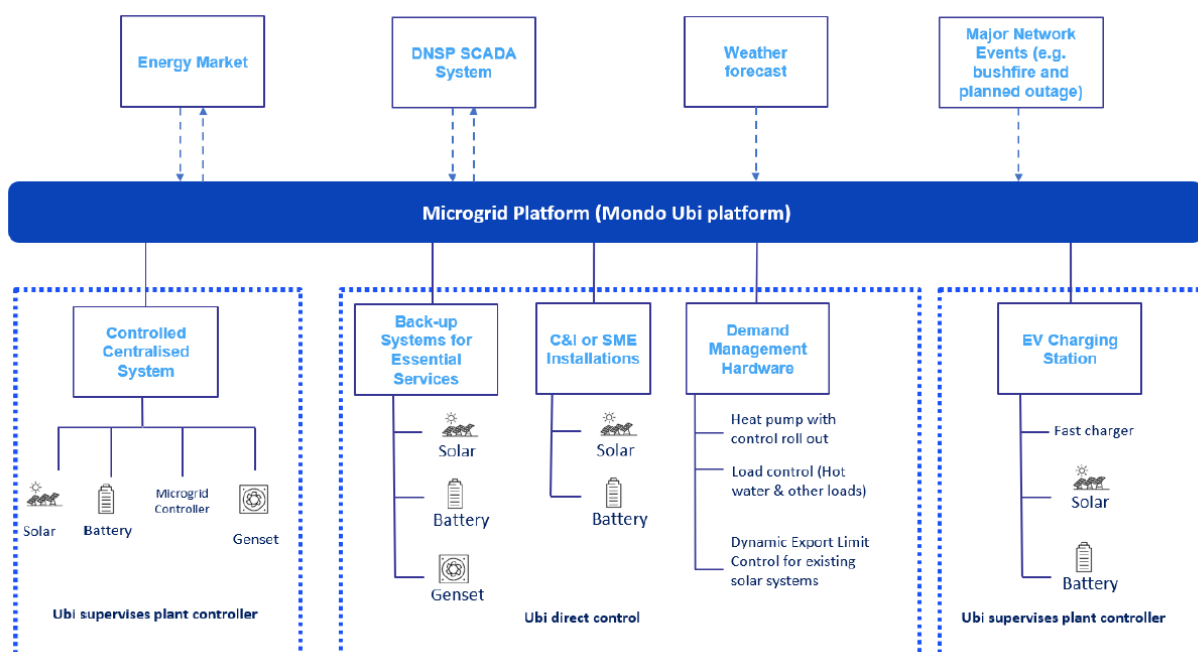 Energy Market
DNSP SCADA
System
Weather
forecast
Major Network
Events (e.g.
bushfire and
planned outage)
Microgrid Platform (Mondo Ubi platform)
Controlled
Centralised
System
Solar
Battery
Microgrid
Controller
Genset
Ubi supervises plant controller
Back-up
Systems for
Essential
Services
Solar
Battery
Genset
C&I or SME
Installations
Solar
Battery
Demand
Management
Hardware
Heat pump with
control roll out
Load control (Hot
water & other loads)
Dynamic Export Limit
Control for existing
solar systems
Ubi direct control
EV Charging
Station
Fast charger
Solar
Battery
Ubi supervises plant controller